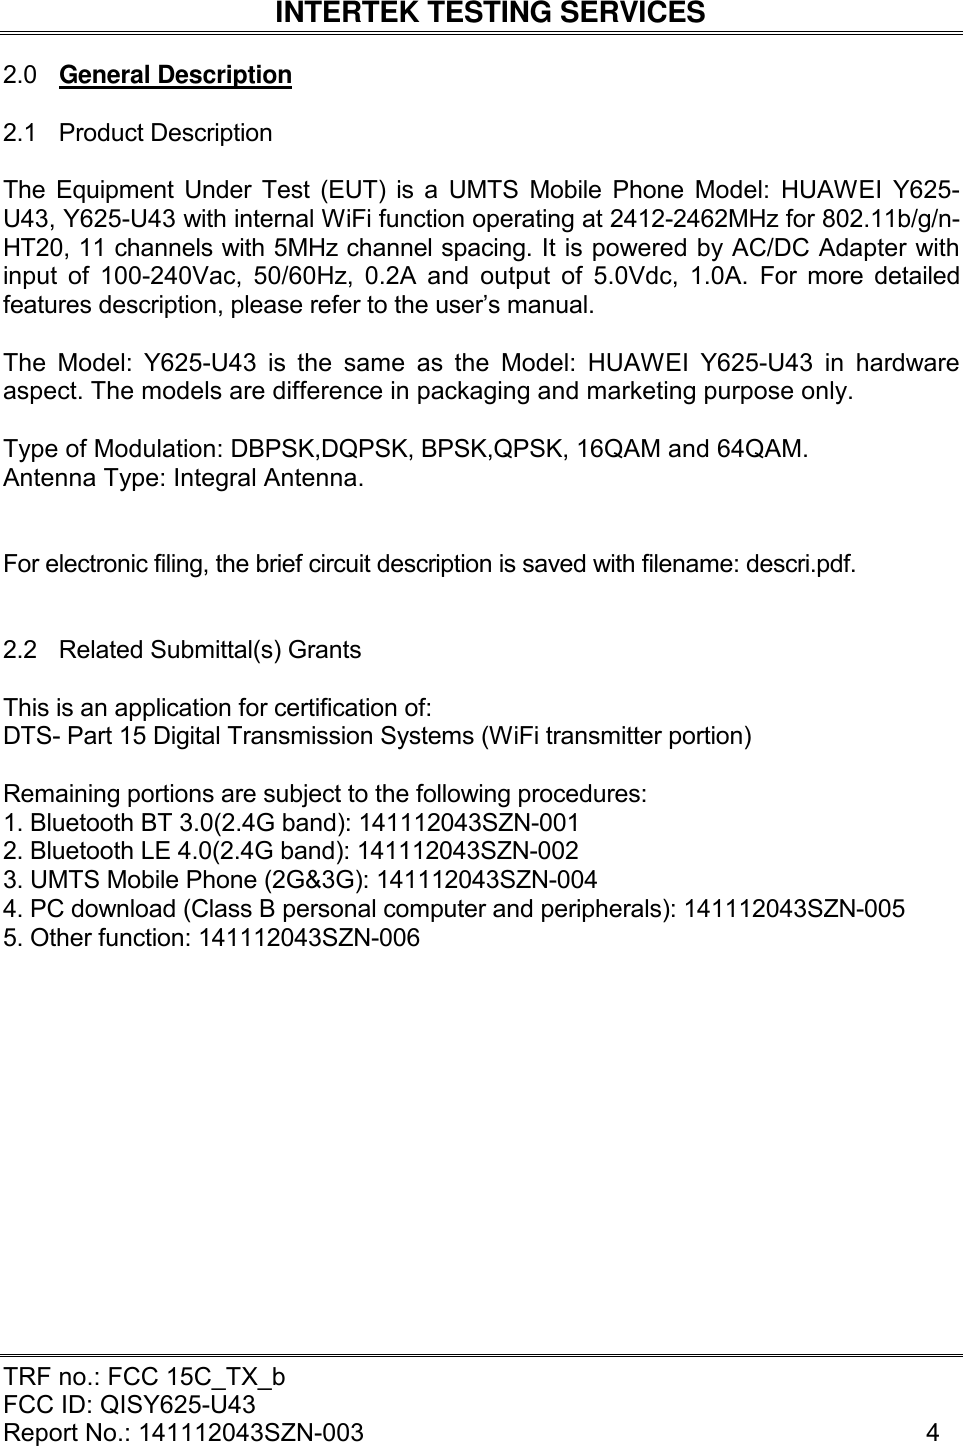 INTERTEK TESTING SERVICES
2.0 General Description
2.1 Product Description
The Equipment Under Test (EUT) is a UMTS Mobile Phone Model: HUAWEI Y625-
U43, Y625-U43 with internal WiFi function operating at 2412-2462MHz for 802.11b/g/n-
HT20, 11 channels with 5MHz channel spacing. It is powered by AC/DC Adapter with
input of 100-240Vac, 50/60Hz, 0.2A and output of 5.0Vdc, 1.0A. For more detailed
features description, please refer to the user’s manual.
The Model: Y625-U43 is the same as the Model: HUAWEI Y625-U43 in hardware
aspect. The models are difference in packaging and marketing purpose only.
Type of Modulation: DBPSK,DQPSK, BPSK,QPSK, 16QAM and 64QAM.
Antenna Type: Integral Antenna.
For electronic filing, the brief circuit description is saved with filename: descri.pdf.
2.2 Related Submittal(s) Grants
This is an application for certification of:
DTS- Part 15 Digital Transmission Systems (WiFi transmitter portion)
Remaining portions are subject to the following procedures:
1. Bluetooth BT 3.0(2.4G band): 141112043SZN-001
2. Bluetooth LE 4.0(2.4G band): 141112043SZN-002
3. UMTS Mobile Phone (2G&3G): 141112043SZN-004
4. PC download (Class B personal computer and peripherals): 141112043SZN-005
5. Other function: 141112043SZN-006
TRF no.: FCC 15C_TX_b
FCC ID: QISY625-U43
Report No.: 141112043SZN-003 4